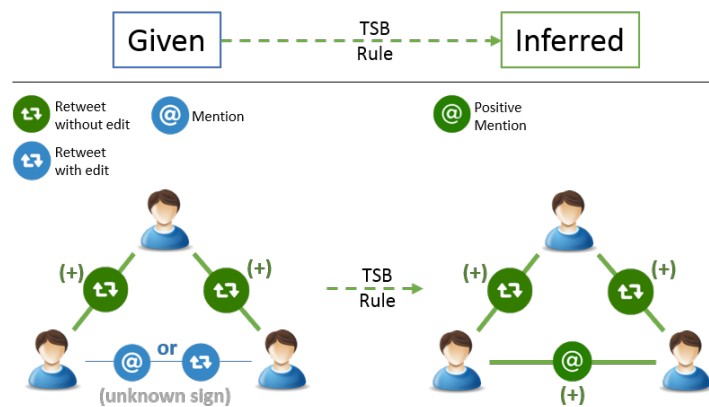 Given
TSB
Rule
Inferred
Retweet
without edit
@ Mention
@ Positive
Mention
Retweet
with edit
(+)
(+)
@ or
(unknown sign)
TSB
Rule
(+)
(+)
@
(+)